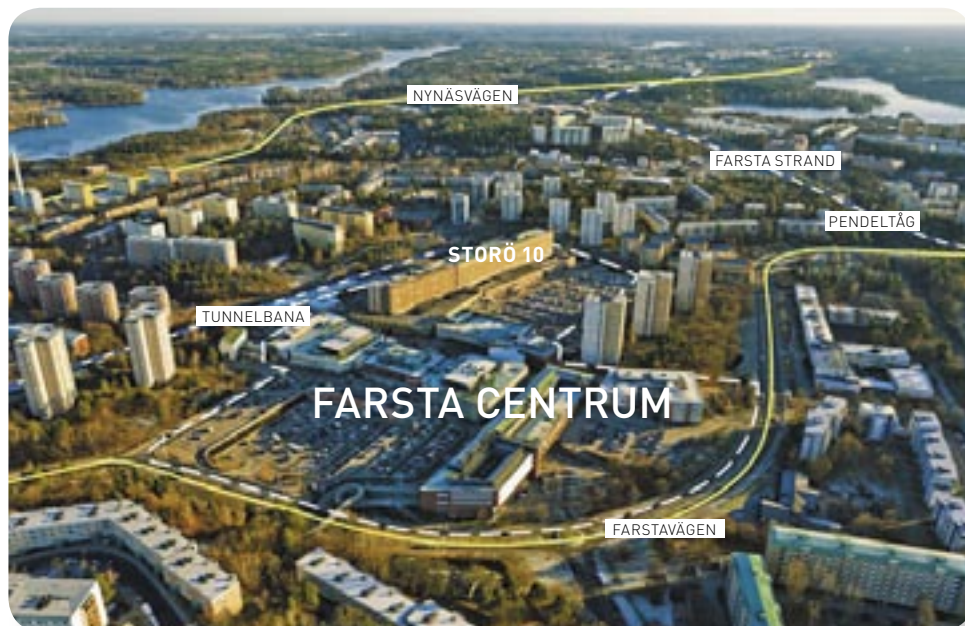 NYNÄSVÄGEN
FARSTA STRAND
PENDELTÅG
STORÖ 10
TUNNELBANA
FARSTA CENTRUM
FARSTAVÄGEN